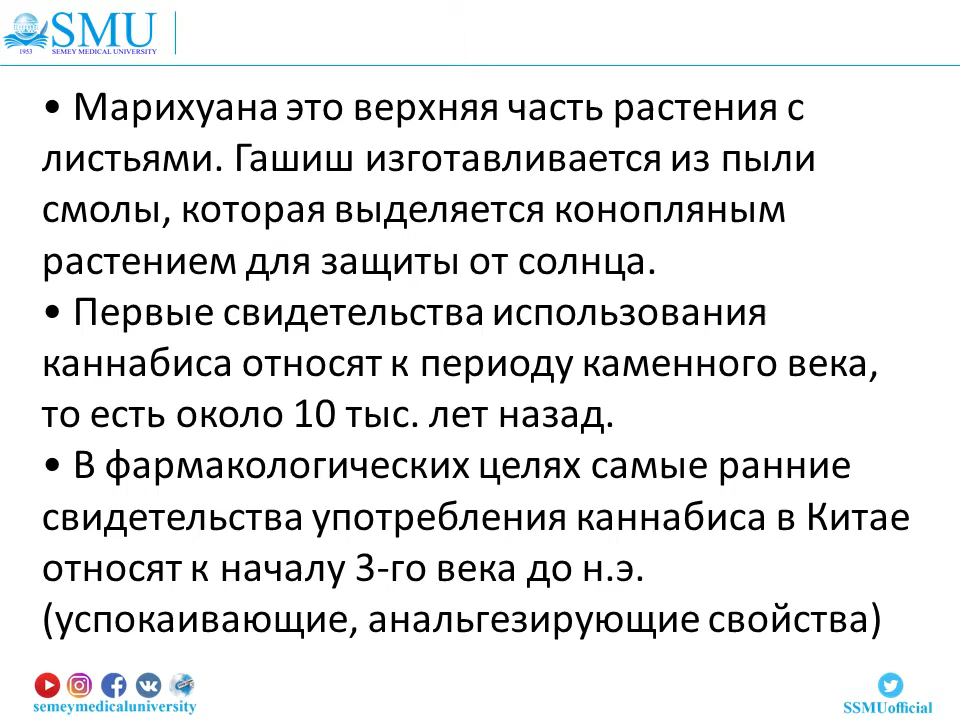 SMU
1953 SEMEY MEDICAL UNIVERSITY
• Марихуана это верхняя часть растения с
листьями. Гашиш изготавливается из пыли
смолы, которая выделяется конопляным
растением для защиты от солнца.
• Первые свидетельства использования
каннабиса относят к периоду каменного века,
то есть около 10 тыс. лет назад.
• В фармакологических целях самые ранние
свидетельства употребления каннабиса в Китае
относят к началу 3-го века до н.э.
(успокаивающие, анальгезирующие свойства)
semeymedicaluniversity
SSMUofficial